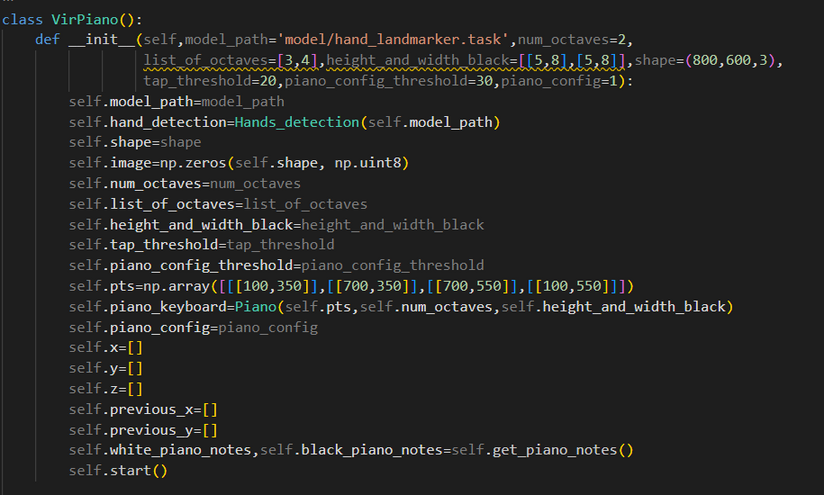 class VirPiano():
    def __init__(self,model_path='model/hand_landmarker.task',num_octaves=2,
                 list_of_octaves=[3,4],height_and_width_black=[[5,8],[5,8]],shape=(800,600,3),
                 tap_threshold=20,piano_config_threshold=30,piano_config=1):
        self.model_path=model_path
        self.hand_detection=Hands_detection(self.model_path)
        self.shape=shape
        self.image=np.zeros(self.shape, np.uint8)
        self.num_octaves=num_octaves
        self.list_of_octaves=list_of_octaves
        self.height_and_width_black=height_and_width_black
        self.tap_threshold=tap_threshold
        self.piano_config_threshold=piano_config_threshold
        self.pts=np.array([[[100,350]],[[700,350]],[[700,550]],[[100,550]]])
        self.piano_keyboard=Piano(self.pts,self.num_octaves,self.height_and_width_black)
        self.piano_config=piano_config
        self.x=[]
        self.y=[]
        self.z=[]
        self.previous_x=[]
        self.previous_y=[]
        self.white_piano_notes,self.black_piano_notes=self.get_piano_notes()
        self.start()